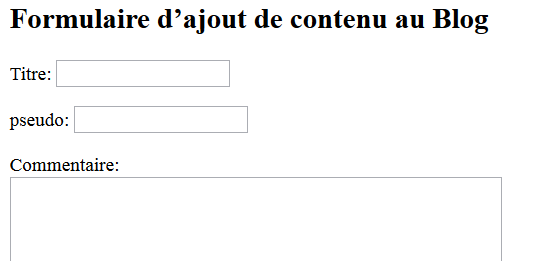 Formulaire d’ajout de contenu au Blog
Titre:
pseudo:
Commentaire: